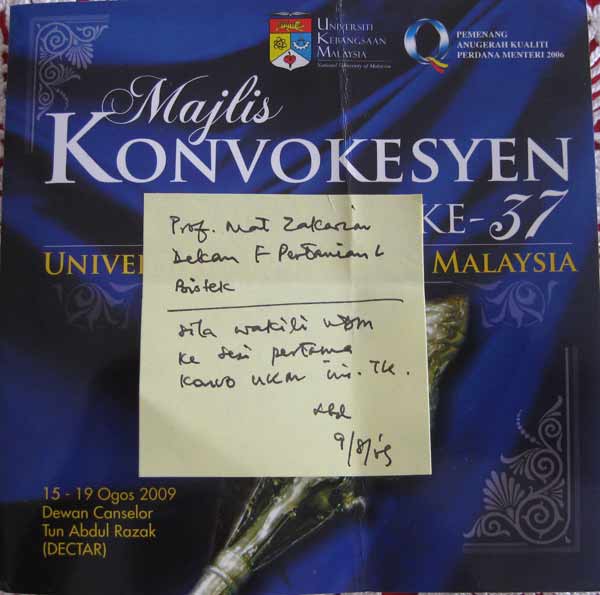 UNIVERSITI
KEBANGSAAN
MALAYSIA
National University of Malaysia
PEMENANG
ANUGERAH KUALITI
PERDANA MENTERI 2006
Majlis
KONVOKESYEN
KE-37
UNIVE MALAYSIA
Prof. Mat Zakaria
Dekan F Pertanian &
Biotek
sila wakili
ke sesi pertama
konvo UKM ini. TK.
9/8/09
15 - 19 Ogos 2009
Dewan Canselor
Tun Abdul Razak
(DECTAR)